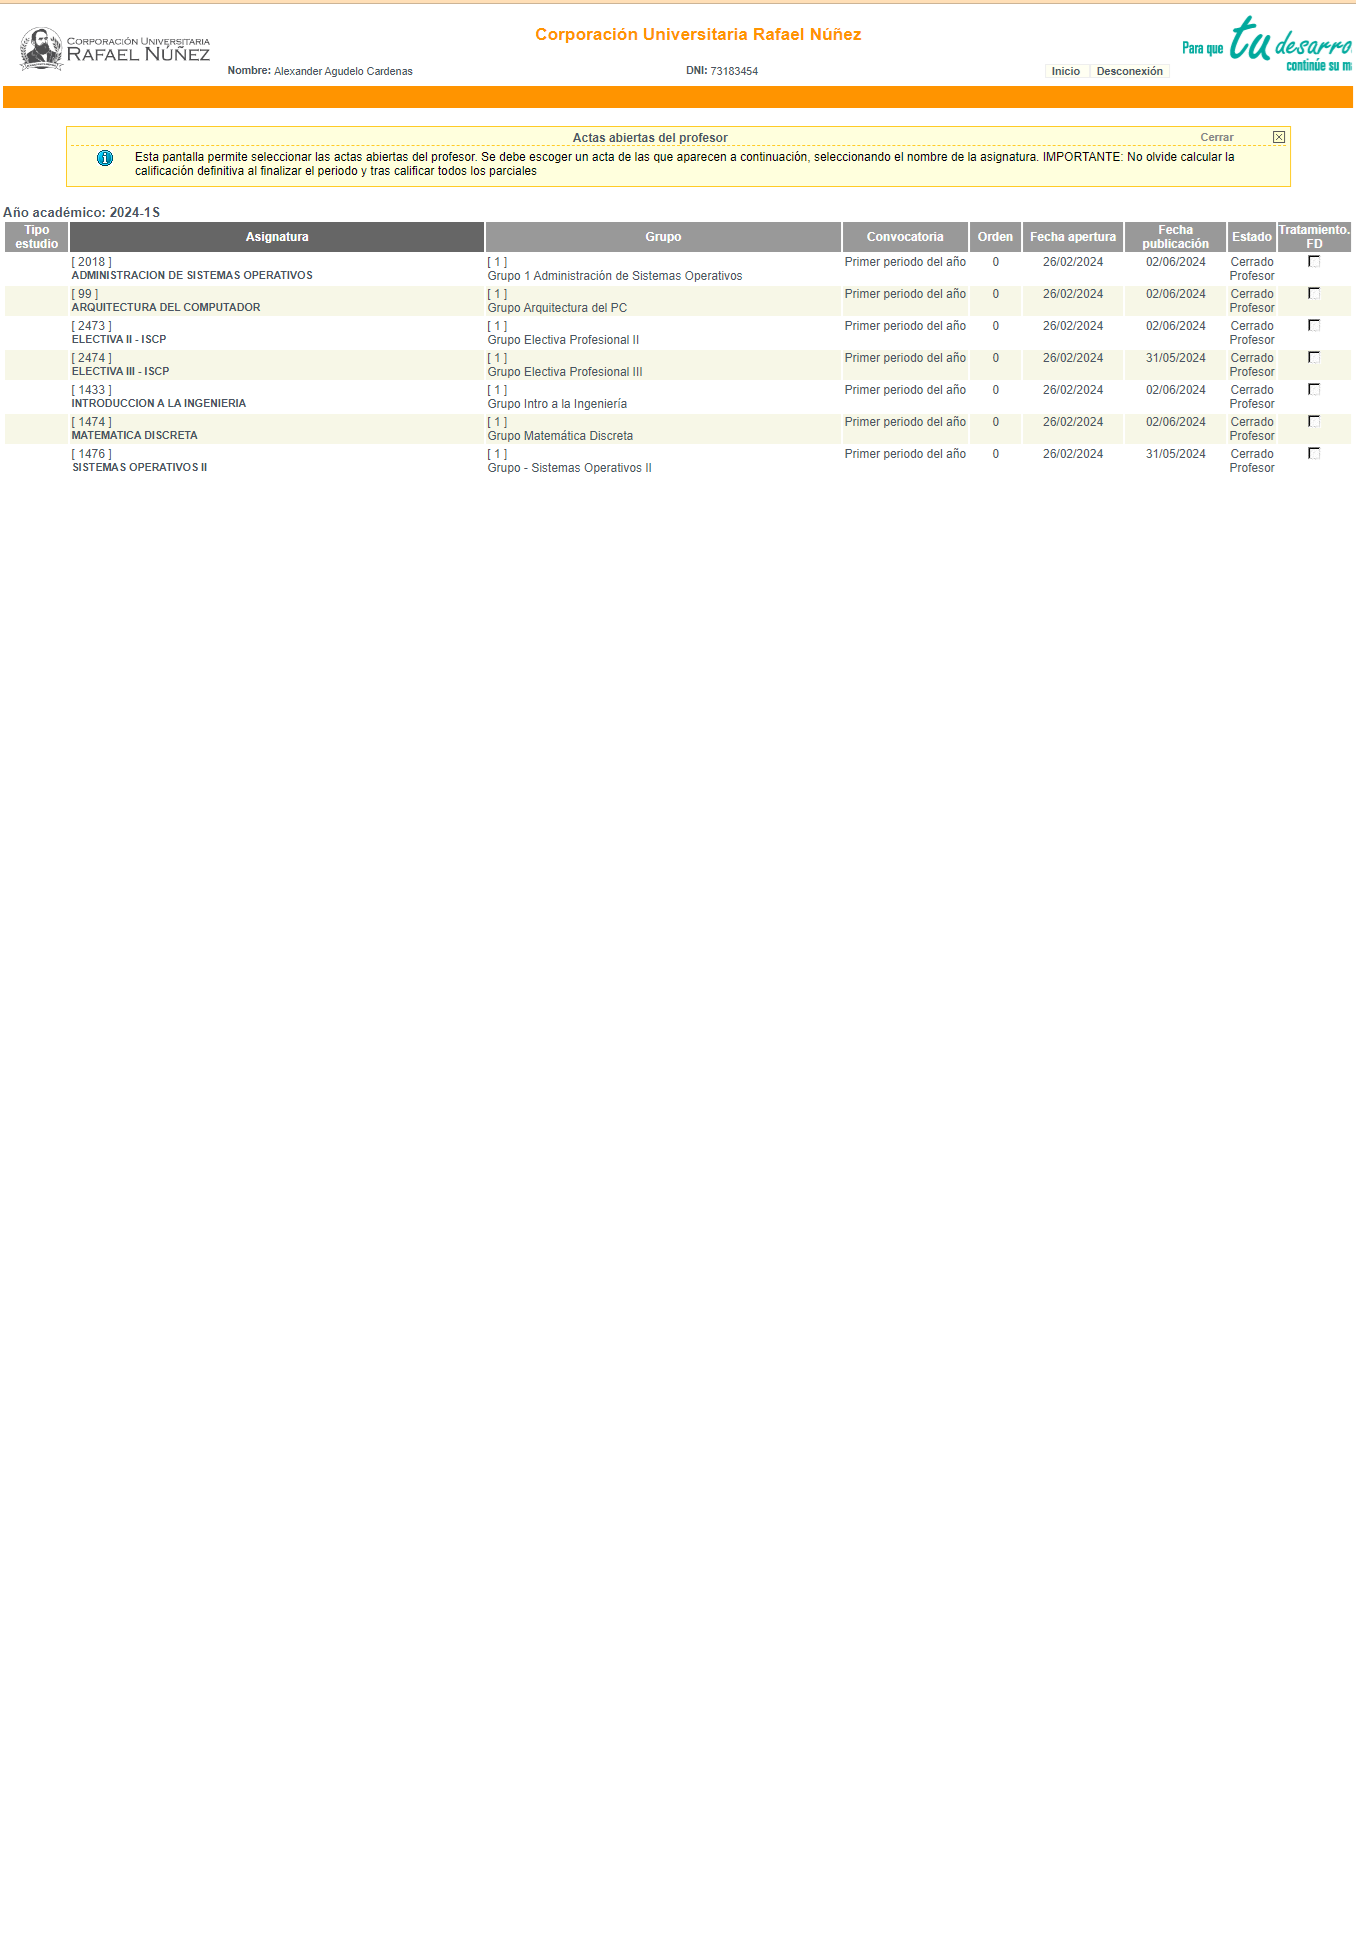 Corporación Universitaria
Rafael Núñez
Corporación Universitaria Rafael Núñez
Para que tu desarro
continúe su m
Nombre: Alexander Agudelo Cardenas
DNI: 73183454
Inicio Desconexión
Actas abiertas del profesor
Cerrar
Esta pantalla permite seleccionar las actas abiertas del profesor. Se debe escoger un acta de las que aparecen a continuación, seleccionando el nombre de la asignatura. IMPORTANTE: No olvide calcular la
calificación definitiva al finalizar el periodo y tras calificar todos los parciales
Año académico: 2024-1S
Tipo estudio Asignatura Grupo Convocatoria Orden Fecha apertura Fecha publicación Estado Tratamiento. FD
[ 2018 ] [ 1 ] Primer periodo del año 0 26/02/2024 02/06/2024 Cerrado
ADMINISTRACION DE SISTEMAS OPERATIVOS Grupo 1 Administración de Sistemas Operativos Profesor
[ 99 ] [ 1 ] Primer periodo del año 0 26/02/2024 02/06/2024 Cerrado
ARQUITECTURA DEL COMPUTADOR Grupo Arquitectura del PC Profesor
[ 2473 ] [ 1 ] Primer periodo del año 0 26/02/2024 02/06/2024 Cerrado
ELECTIVA II - ISCP Grupo Electiva Profesional II Profesor
[ 2474 ] [ 1 ] Primer periodo del año 0 26/02/2024 31/05/2024 Cerrado
ELECTIVA III - ISCP Grupo Electiva Profesional III Profesor
[ 1433 ] [ 1 ] Primer periodo del año 0 26/02/2024 02/06/2024 Cerrado
INTRODUCCION A LA INGENIERIA Grupo Intro a la Ingeniería Profesor
[ 1474 ] [ 1 ] Primer periodo del año 0 26/02/2024 02/06/2024 Cerrado
MATEMATICA DISCRETA Grupo Matemática Discreta Profesor
[ 1476 ] [ 1 ] Primer periodo del año 0 26/02/2024 31/05/2024 Cerrado
SISTEMAS OPERATIVOS II Grupo - Sistemas Operativos II Profesor